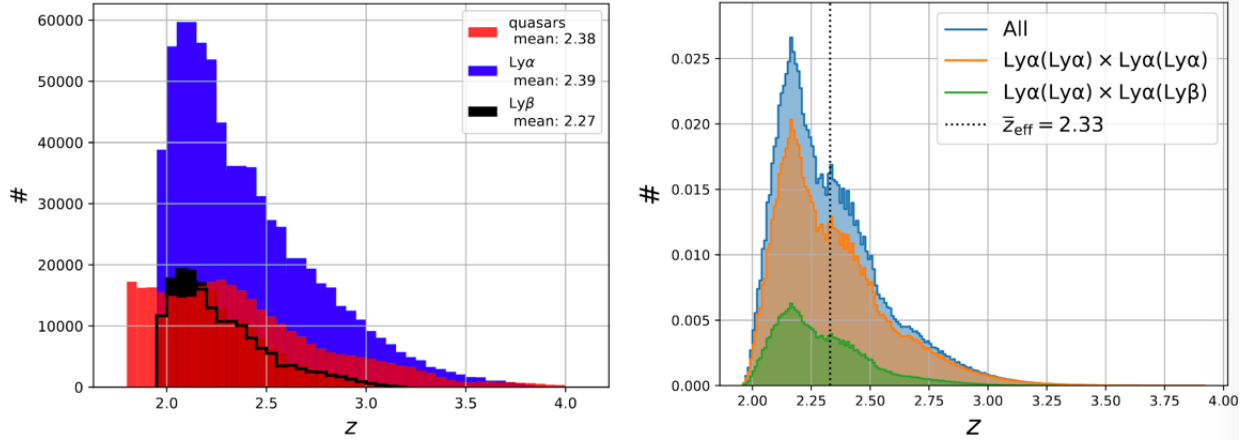 60000
50000
40000
30000
20000
10000
0
#
2.0
2.5
3.0
3.5
4.0
z
quasars
mean: 2.38
Lyα
mean: 2.39
Lyβ
mean: 2.27
0.025
0.020
0.015
0.010
0.005
0.000
#
2.00
2.25
2.50
2.75
3.00
3.25
3.50
3.75
4.00
z
All
Lyα(Lyα) × Lyα(Lyα)
Lyα(Lyα) × Lyα(Lyβ)
z̅eff = 2.33